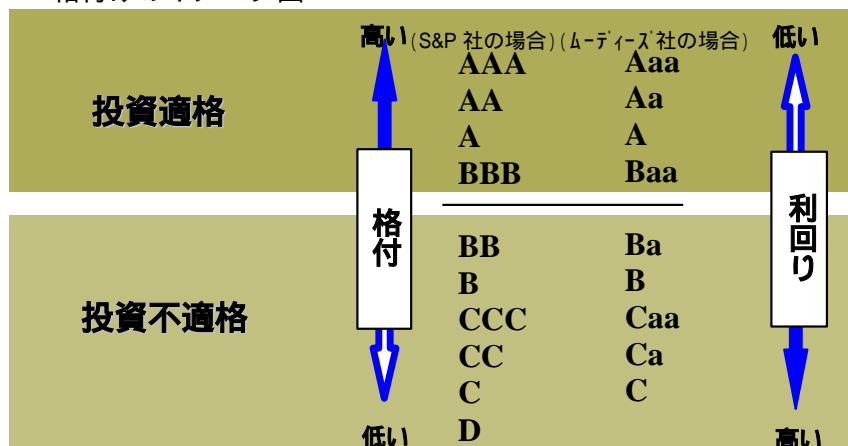 高い (S&P 社の場合) (ﾑｰﾃﾞｨｰｽﾞ社の場合) 低い
AAA Aaa
投資適格 AA Aa
A A
BBB Baa
格付 利回り
BB Ba
B B
投資不適格 CCC Caa
CC Ca
C C
低い D 高い